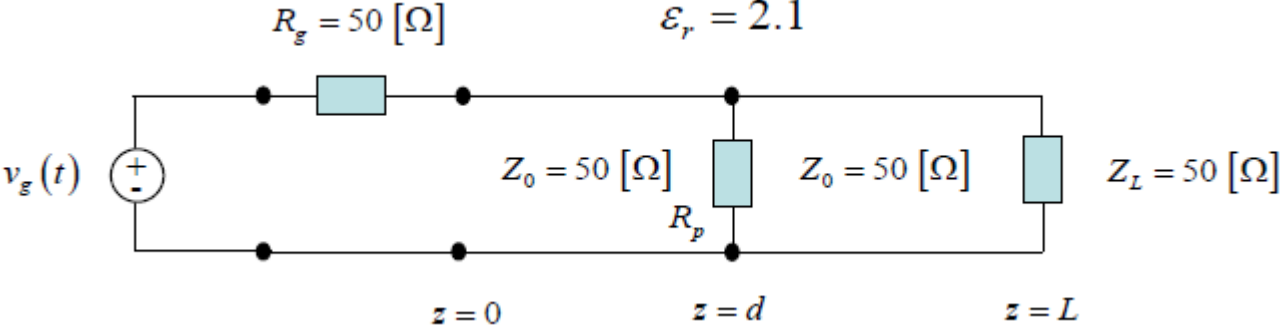 R_g = 50 [Ω]
ε_r = 2.1
v_g (t)
+
-
Z_0 = 50 [Ω]
R_p
Z_0 = 50 [Ω]
Z_L = 50 [Ω]
z = 0
z = d
z = L